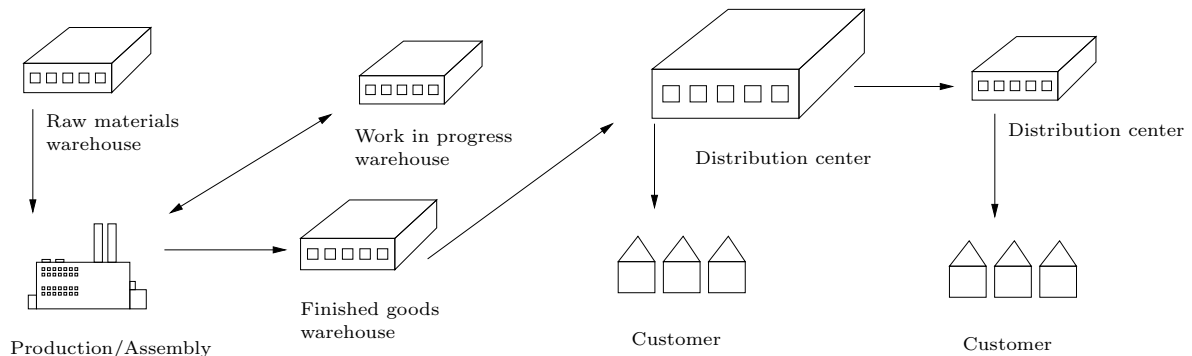 Raw materials
warehouse
Work in progress
warehouse
Production/Assembly
Finished goods
warehouse
Distribution center
Customer
Distribution center
Customer